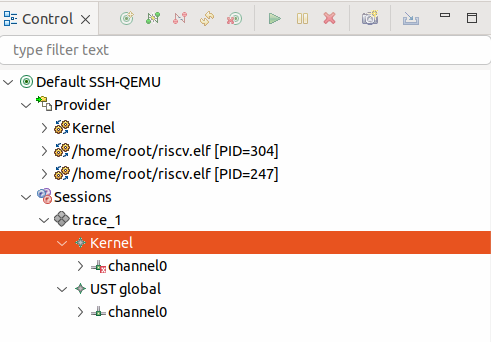 Control
type filter text
Default SSH-QEMU
Provider
Kernel
/home/root/riscv.elf [PID=304]
/home/root/riscv.elf [PID=247]
Sessions
trace_1
Kernel
channel0
UST global
channel0